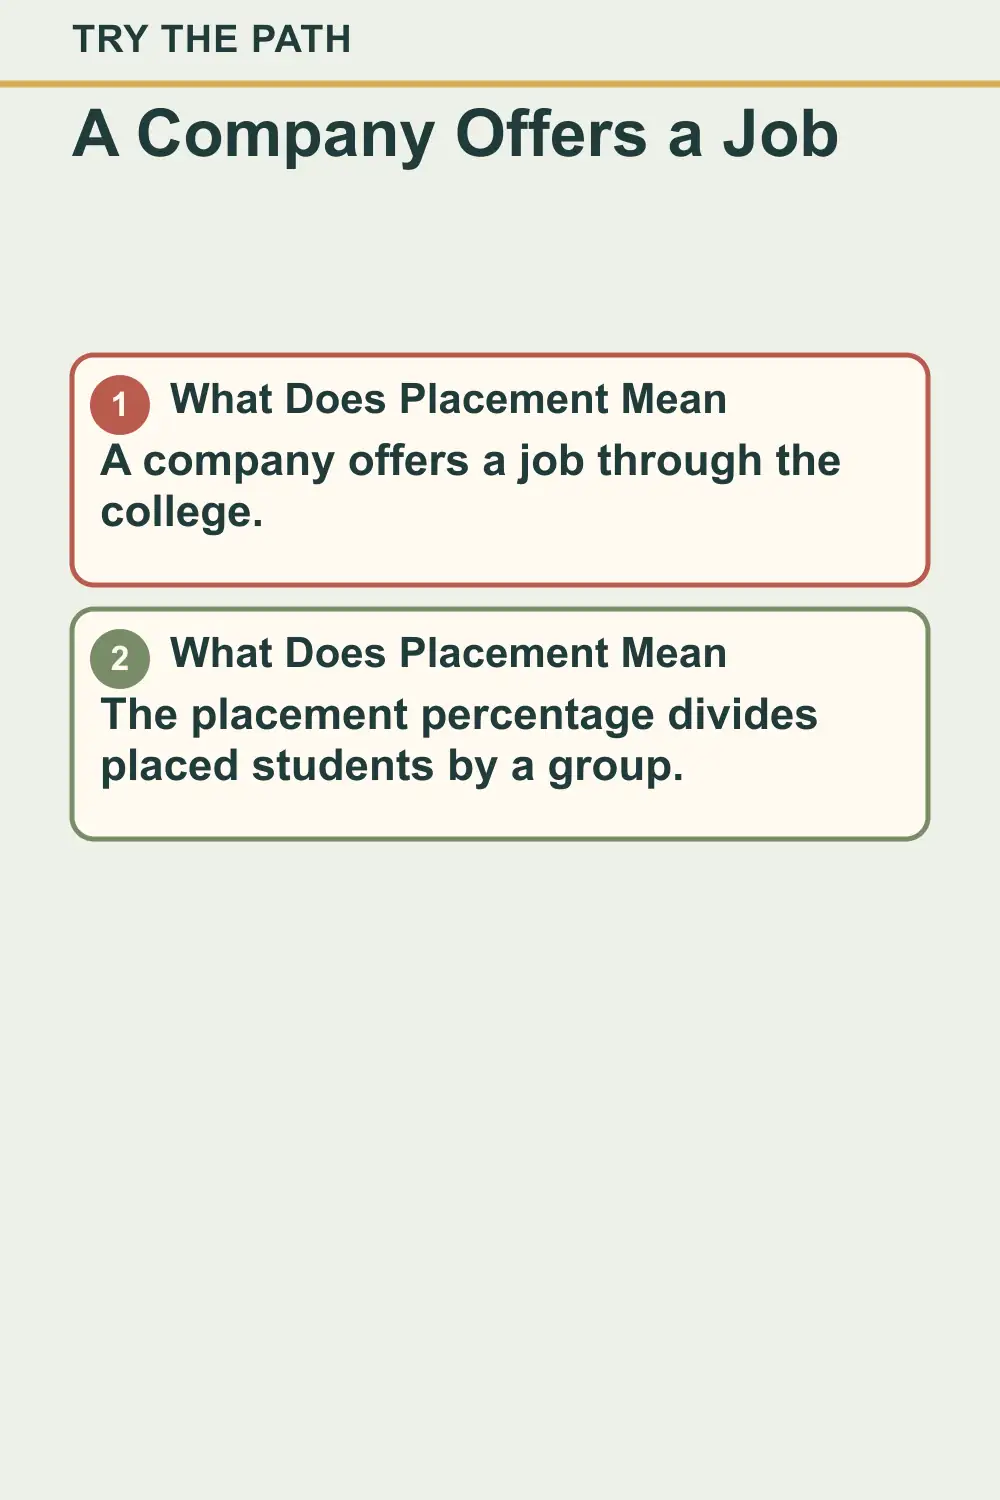 TRY THE PATH
A Company Offers a Job
1 What Does Placement Mean
A company offers a job through the
college.
2 What Does Placement Mean
The placement percentage divides
placed students by a group.